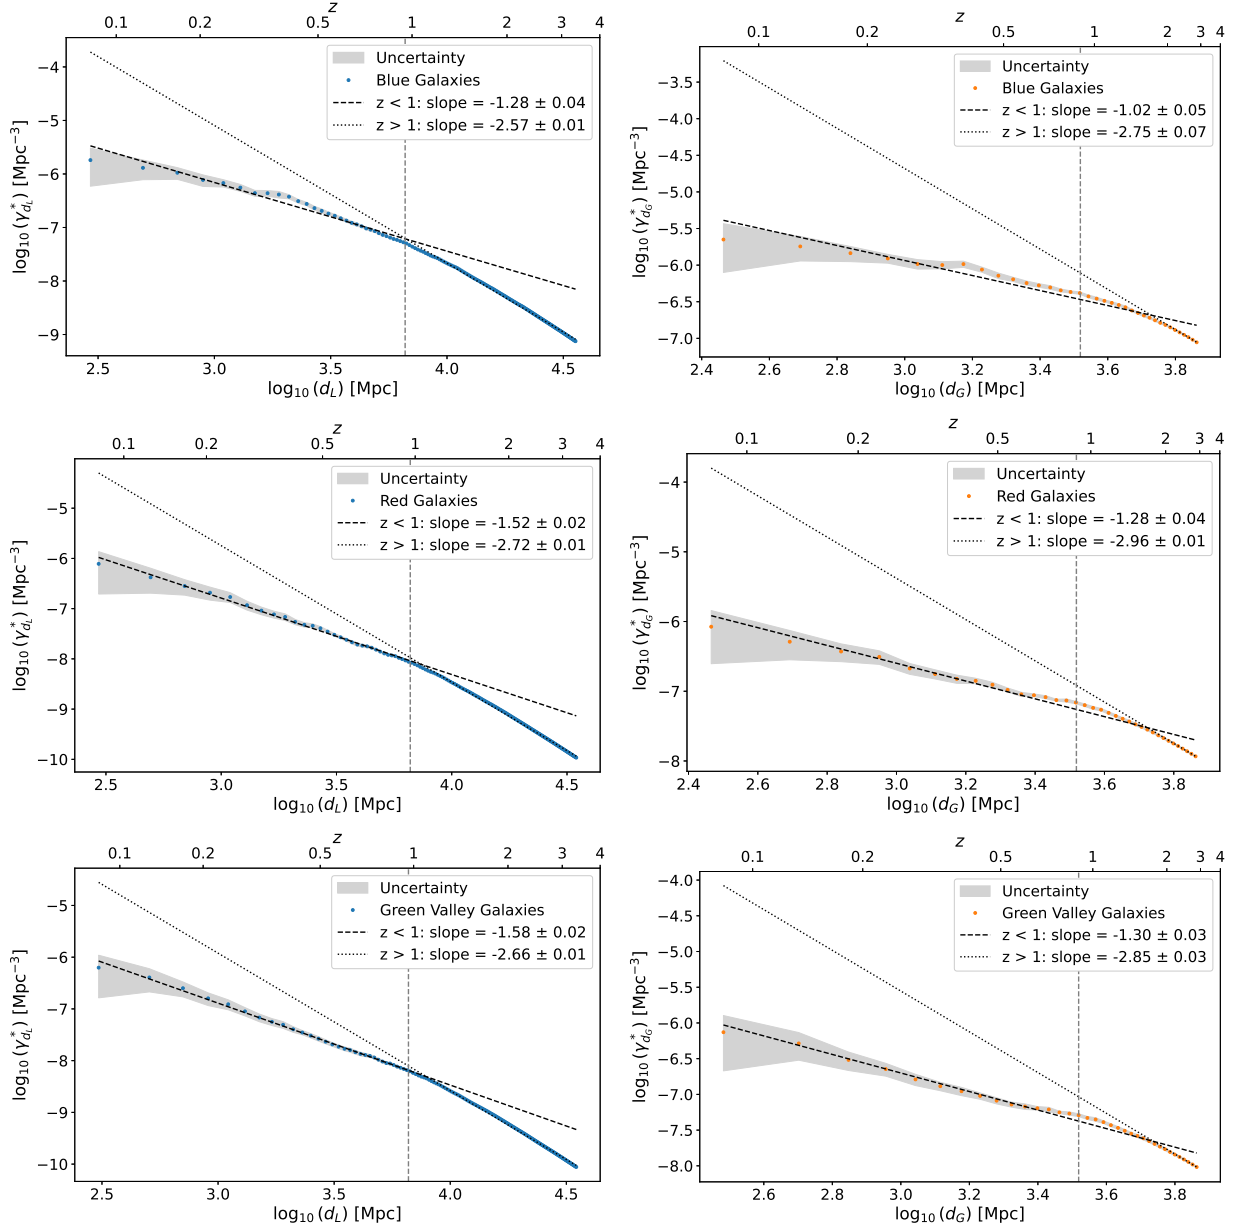 z
0.1 0.2 0.5 1 2 3 4
Uncertainty
Blue Galaxies
z < 1: slope = -1.28 ± 0.04
z > 1: slope = -2.57 ± 0.01
−4
−5
−6
−7
−8
−9
log₁₀ (γ*_{d_L}) [Mpc⁻³]
2.5 3.0 3.5 4.0 4.5
log₁₀ (d_L) [Mpc]
z
0.1 0.2 0.5 1 2 3 4
Uncertainty
Blue Galaxies
z < 1: slope = -1.02 ± 0.05
z > 1: slope = -2.75 ± 0.07
−3.5
−4.0
−4.5
−5.0
−5.5
−6.0
−6.5
−7.0
log₁₀ (γ*_{d_G}) [Mpc⁻³]
2.4 2.6 2.8 3.0 3.2 3.4 3.6 3.8
log₁₀ (d_G) [Mpc]
z
0.1 0.2 0.5 1 2 3 4
Uncertainty
Red Galaxies
z < 1: slope = -1.52 ± 0.02
z > 1: slope = -2.72 ± 0.01
−5
−6
−7
−8
−9
−10
log₁₀ (γ*_{d_L}) [Mpc⁻³]
2.5 3.0 3.5 4.0 4.5
log₁₀ (d_L) [Mpc]
z
0.1 0.2 0.5 1 2 3 4
Uncertainty
Red Galaxies
z < 1: slope = -1.28 ± 0.04
z > 1: slope = -2.96 ± 0.01
−4
−5
−6
−7
−8
log₁₀ (γ*_{d_G}) [Mpc⁻³]
2.4 2.6 2.8 3.0 3.2 3.4 3.6 3.8
log₁₀ (d_G) [Mpc]
z
0.1 0.2 0.5 1 2 3 4
Uncertainty
Green Valley Galaxies
z < 1: slope = -1.58 ± 0.02
z > 1: slope = -2.66 ± 0.01
−5
−6
−7
−8
−9
−10
log₁₀ (γ*_{d_L}) [Mpc⁻³]
2.5 3.0 3.5 4.0 4.5
log₁₀ (d_L) [Mpc]
z
0.1 0.2 0.5 1 2 3 4
Uncertainty
Green Valley Galaxies
z < 1: slope = -1.30 ± 0.03
z > 1: slope = -2.85 ± 0.03
−4.0
−4.5
−5.0
−5.5
−6.0
−6.5
−7.0
−7.5
−8.0
log₁₀ (γ*_{d_G}) [Mpc⁻³]
2.6 2.8 3.0 3.2 3.4 3.6 3.8
log₁₀ (d_G) [Mpc]